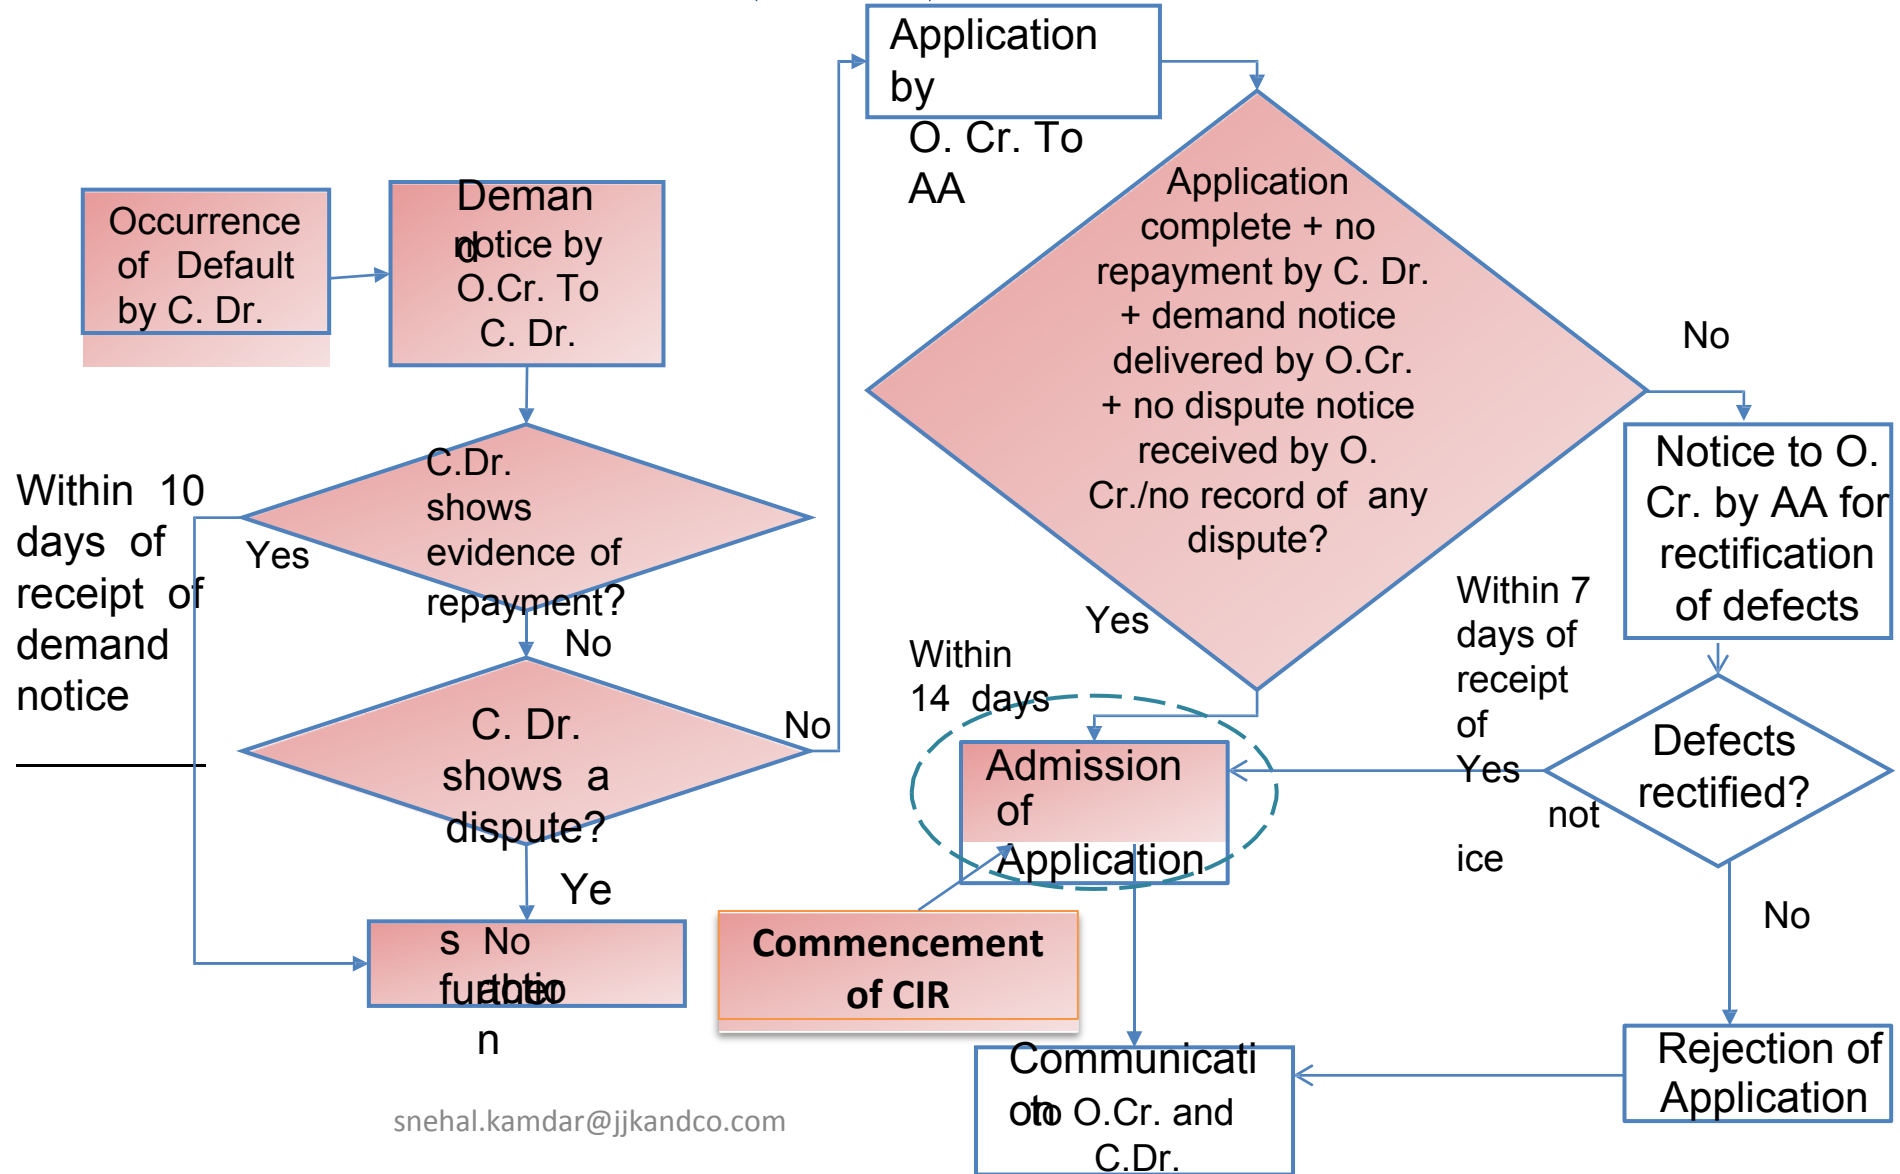 Occurrence
of Default
by C. Dr.
Deman
d
notice by
O.Cr. To
C. Dr.
Within 10
days of
receipt of
demand
notice
C.Dr.
shows
evidence of
repayment?
Yes
No
C. Dr.
shows a
dispute?
No
Ye
s No
further
actio
n
Application
by
O. Cr. To
AA
Application
complete + no
repayment by C. Dr.
+ demand notice
delivered by O.Cr.
+ no dispute notice
received by O.
Cr./no record of any
dispute?
No
Yes
Notice to O.
Cr. by AA for
rectification
of defects
Within 7
days of
receipt
of
Yes
not
ice
Defects
rectified?
No
Within
14 days
Admission
of
Application
Commencement
of CIR
Communicati
on
to O.Cr. and
C.Dr.
Rejection of
Application
snehal.kamdar@jjkandco.com